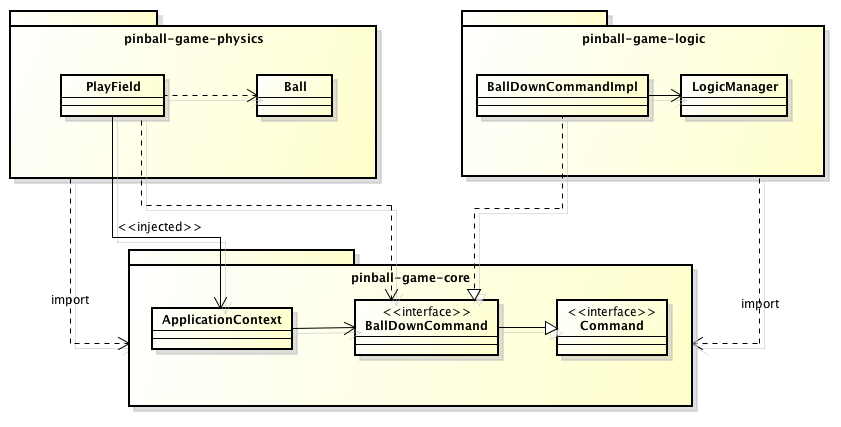 pinball-game-physics
pinball-game-logic
PlayField
Ball
BallDownCommandImpl
LogicManager
<<injected>>
pinball-game-core
import
import
<<interface>>
<<interface>>
ApplicationContext
BallDownCommand
Command